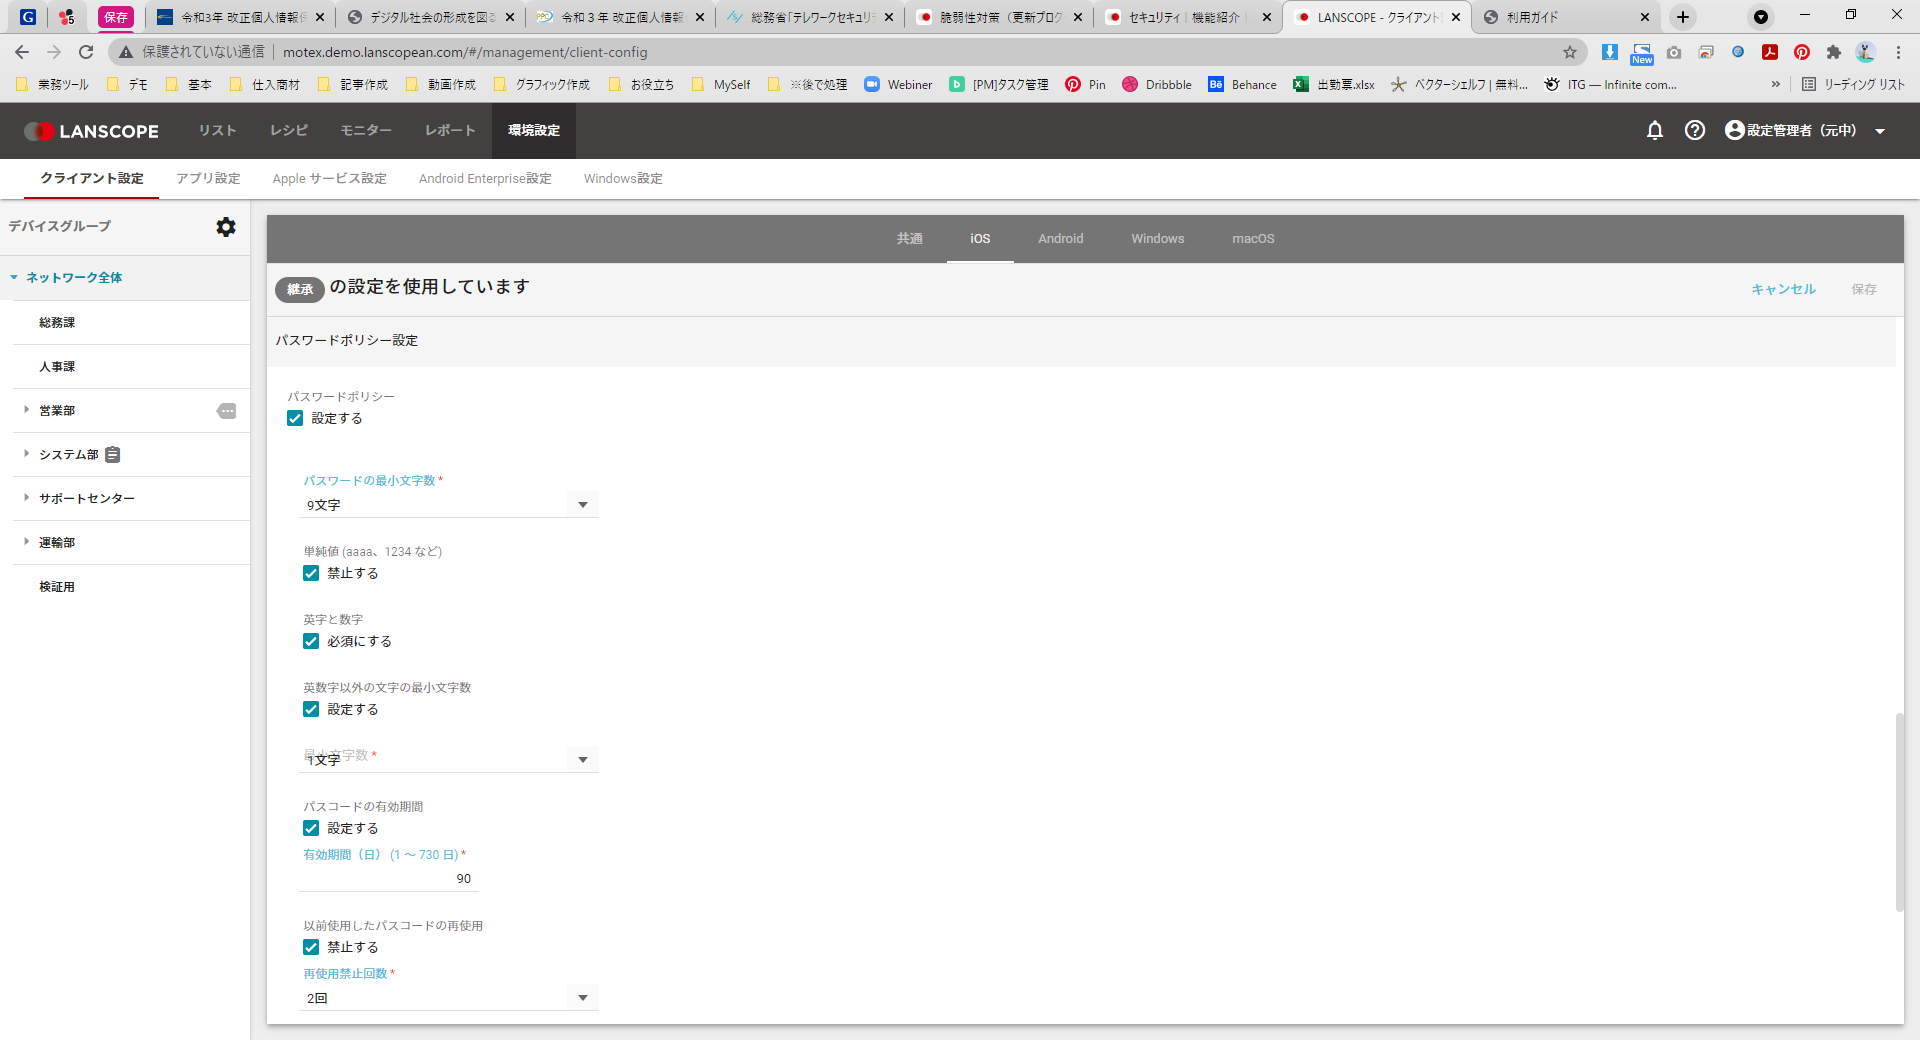 G
5
保存
令和3年 改正個人情報
デジタル社会の形成を図る
令和３年 改正個人情報
総務省「テレワークセキュリテ
脆弱性対策（更新プログ
セキュリティ｜機能紹介｜
LANSCOPE - クライアント
利用ガイド
保護されていない通信 | motex.demo.lanscopean.com/#/management/client-config
New
業務ツール デモ 基本 仕入商材 記事作成 動画作成 グラフィック作成 お役立ち MySelf ※後で処理 Webiner [PM]タスク管理 Pin Dribbble Behance 出勤票.xlsx ベクターシェルフ | 無料... ITG — Infinite com... » リーディング リスト
LANSCOPE リスト レシピ モニター レポート 環境設定 設定管理者（元中）
クライアント設定 アプリ設定 Apple サービス設定 Android Enterprise設定 Windows設定
デバイスグループ
ネットワーク全体
総務課
人事課
営業部
システム部
サポートセンター
運輸部
検証用
共通 iOS Android Windows macOS
継承 の設定を使用しています キャンセル 保存
パスワードポリシー設定
パスワードポリシー
設定する
パスワードの最小文字数 *
9文字
単純値 (aaaa、1234 など)
禁止する
英字と数字
必須にする
英数字以外の文字の最小文字数
設定する
最小文字数 *
1文字
パスコードの有効期間
設定する
有効期間（日） (1 ～ 730 日) *
90
以前使用したパスコードの再使用
禁止する
再使用禁止回数 *
2回